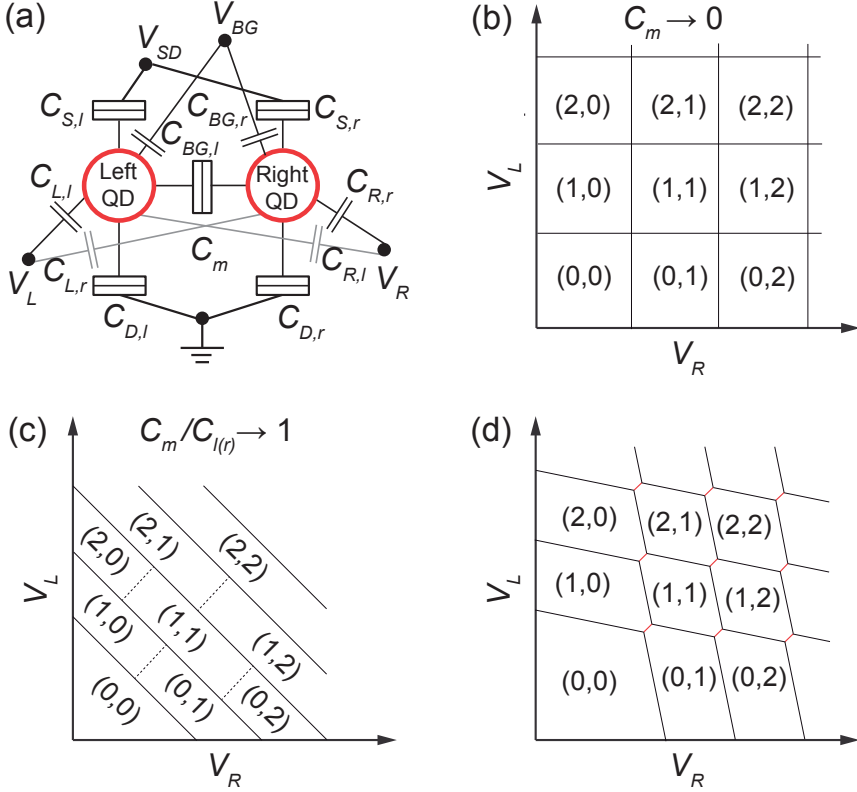 (a)
V_BG
V_SD
C_S,l
C_BG,r
C_S,r
C_BG,l
Left
QD
Right
QD
C_L,l
C_R,r
C_m
V_L
C_L,r
C_R,l
V_R
C_D,l
C_D,r
(b)
C_m → 0
V_L
(2,0) (2,1) (2,2)
(1,0) (1,1) (1,2)
(0,0) (0,1) (0,2)
V_R
(c)
C_m/C_l(r) → 1
V_L
(2,0) (2,1) (2,2)
(1,0) (1,1) (1,2)
(0,0) (0,1) (0,2)
V_R
(d)
V_L
(2,0) (2,1) (2,2)
(1,0) (1,1) (1,2)
(0,0) (0,1) (0,2)
V_R